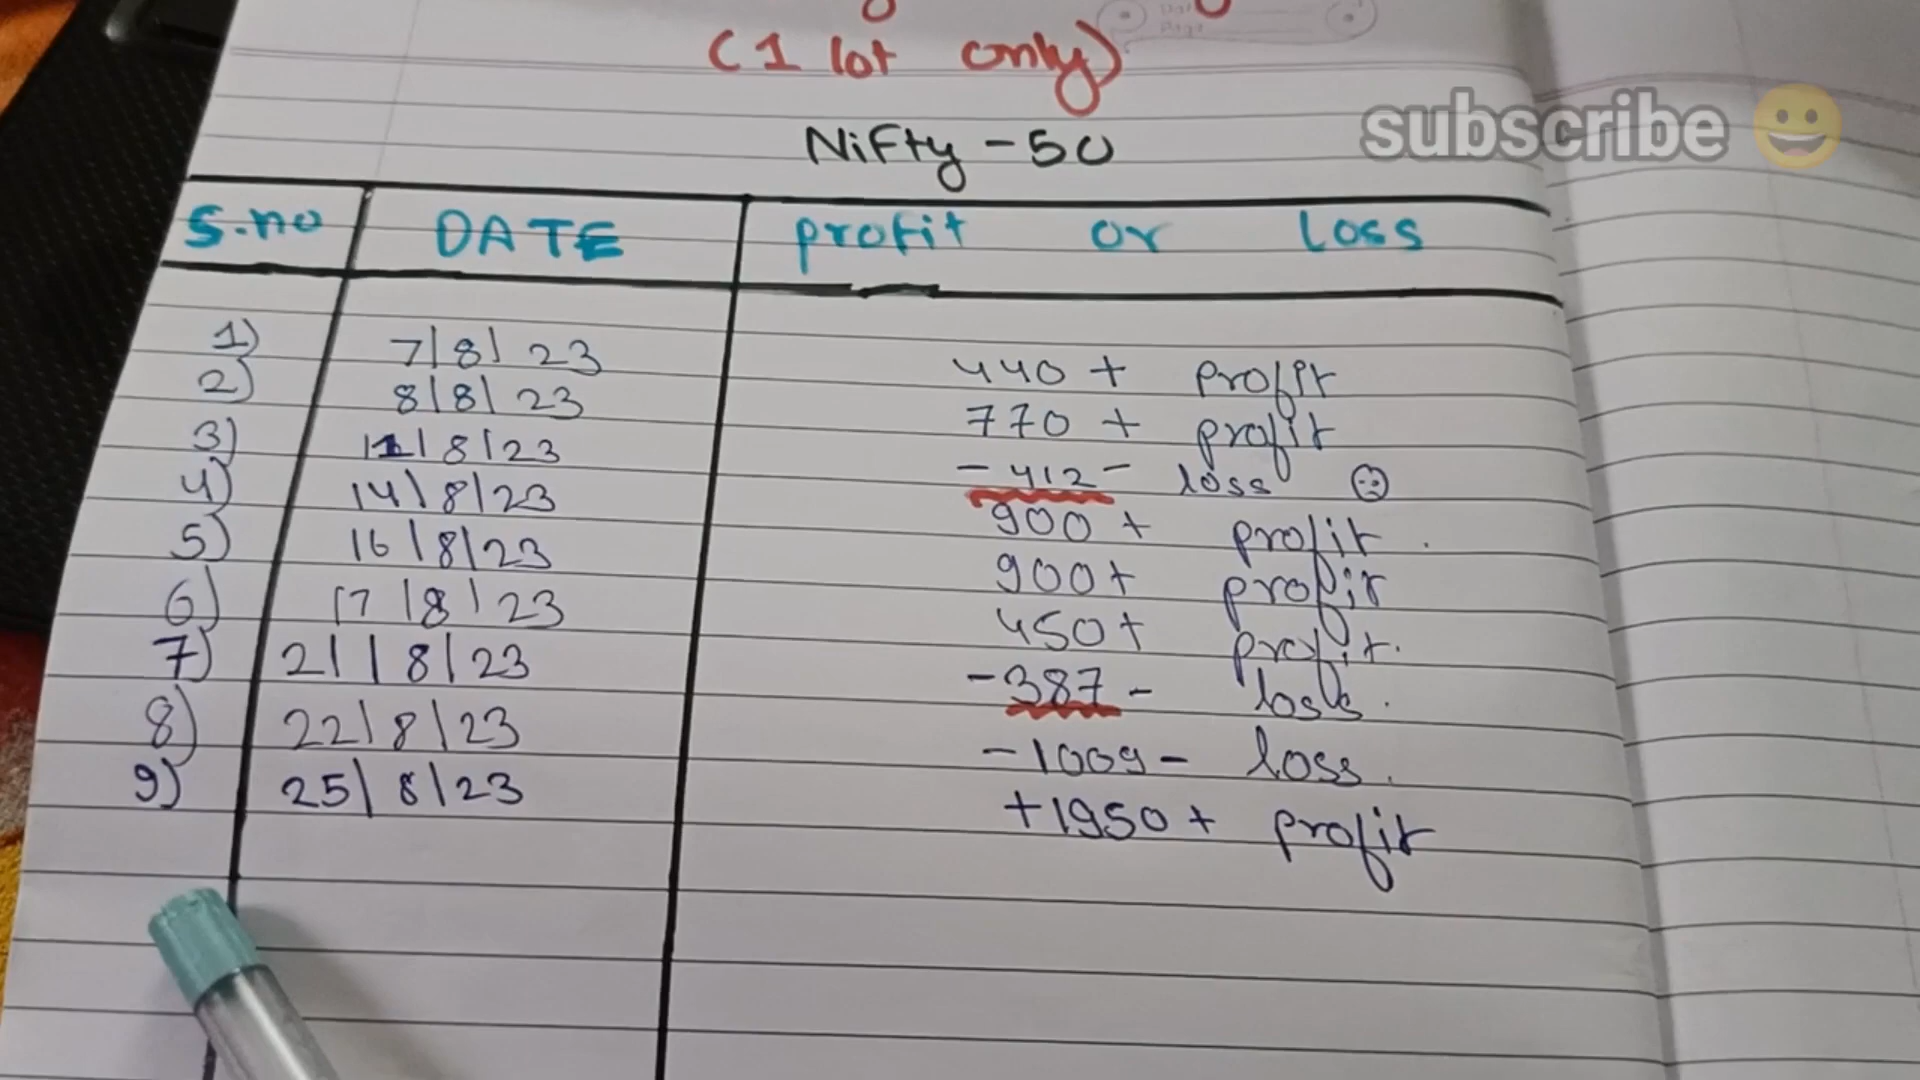 (1 lot only)
Nifty - 50
subscribe 😀
S.no DATE profit or loss
1) 7|8|23 440 + profit
2) 8|8|23 770 + profit
3) 11|8|23 - 412 - loss ☹
4) 14|8|23 900 + profit.
5) 16|8|23 900 + profit
6) 17|8|23 450 + profit.
7) 21|8|23 - 387 - loss.
8) 22|8|23 - 1009 - loss.
9) 25|8|23 + 1950 + profit